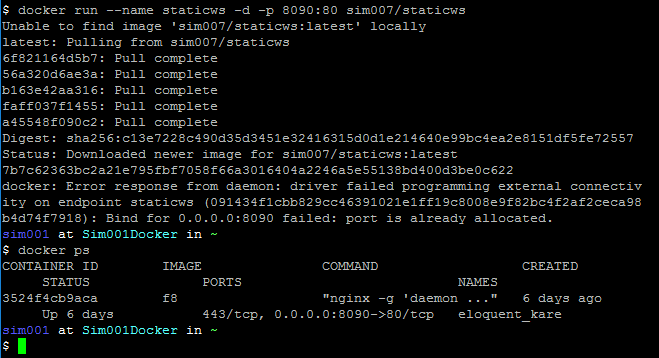 $ docker run --name staticws -d -p 8090:80 sim007/staticws
Unable to find image 'sim007/staticws:latest' locally
latest: Pulling from sim007/staticws
6f821164d5b7: Pull complete
56a320d6ae3a: Pull complete
b163e42aa316: Pull complete
faff037f1455: Pull complete
a45548f090c2: Pull complete
Digest: sha256:c13e7228c490d35d3451e32416315d0d1e214640e99bc4ea2e8151df5fe72557
Status: Downloaded newer image for sim007/staticws:latest
7b7c62363bc2a21e795fbf7058f66a3016404a2246a5e55138bd400d3be0c622
docker: Error response from daemon: driver failed programming external connectiv
ity on endpoint staticws (091434f1cbb829cc46391021e1ff19c8008e9f82bc4f2af2ceca98
b4d74f7918): Bind for 0.0.0.0:8090 failed: port is already allocated.
sim001 at Sim001Docker in ~
$ docker ps
CONTAINER ID        IMAGE               COMMAND                  CREATED
     STATUS              PORTS                           NAMES
3524f4cb9aca        f8                  "nginx -g 'daemon ..."   6 days ago
     Up 6 days           443/tcp, 0.0.0.0:8090->80/tcp   eloquent_kare
sim001 at Sim001Docker in ~
$